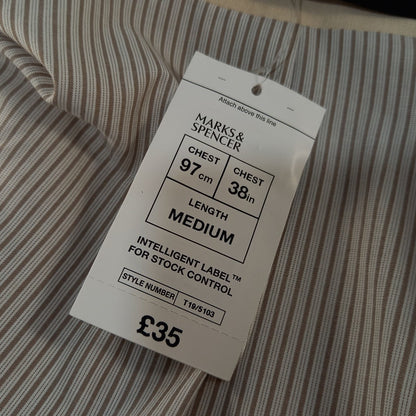 Attach above this line
MARKS &
SPENCER
CHEST
97cm
CHEST
38in
LENGTH
MEDIUM
INTELLIGENT LABEL™
FOR STOCK CONTROL
STYLE NUMBER
T19/5103
£35